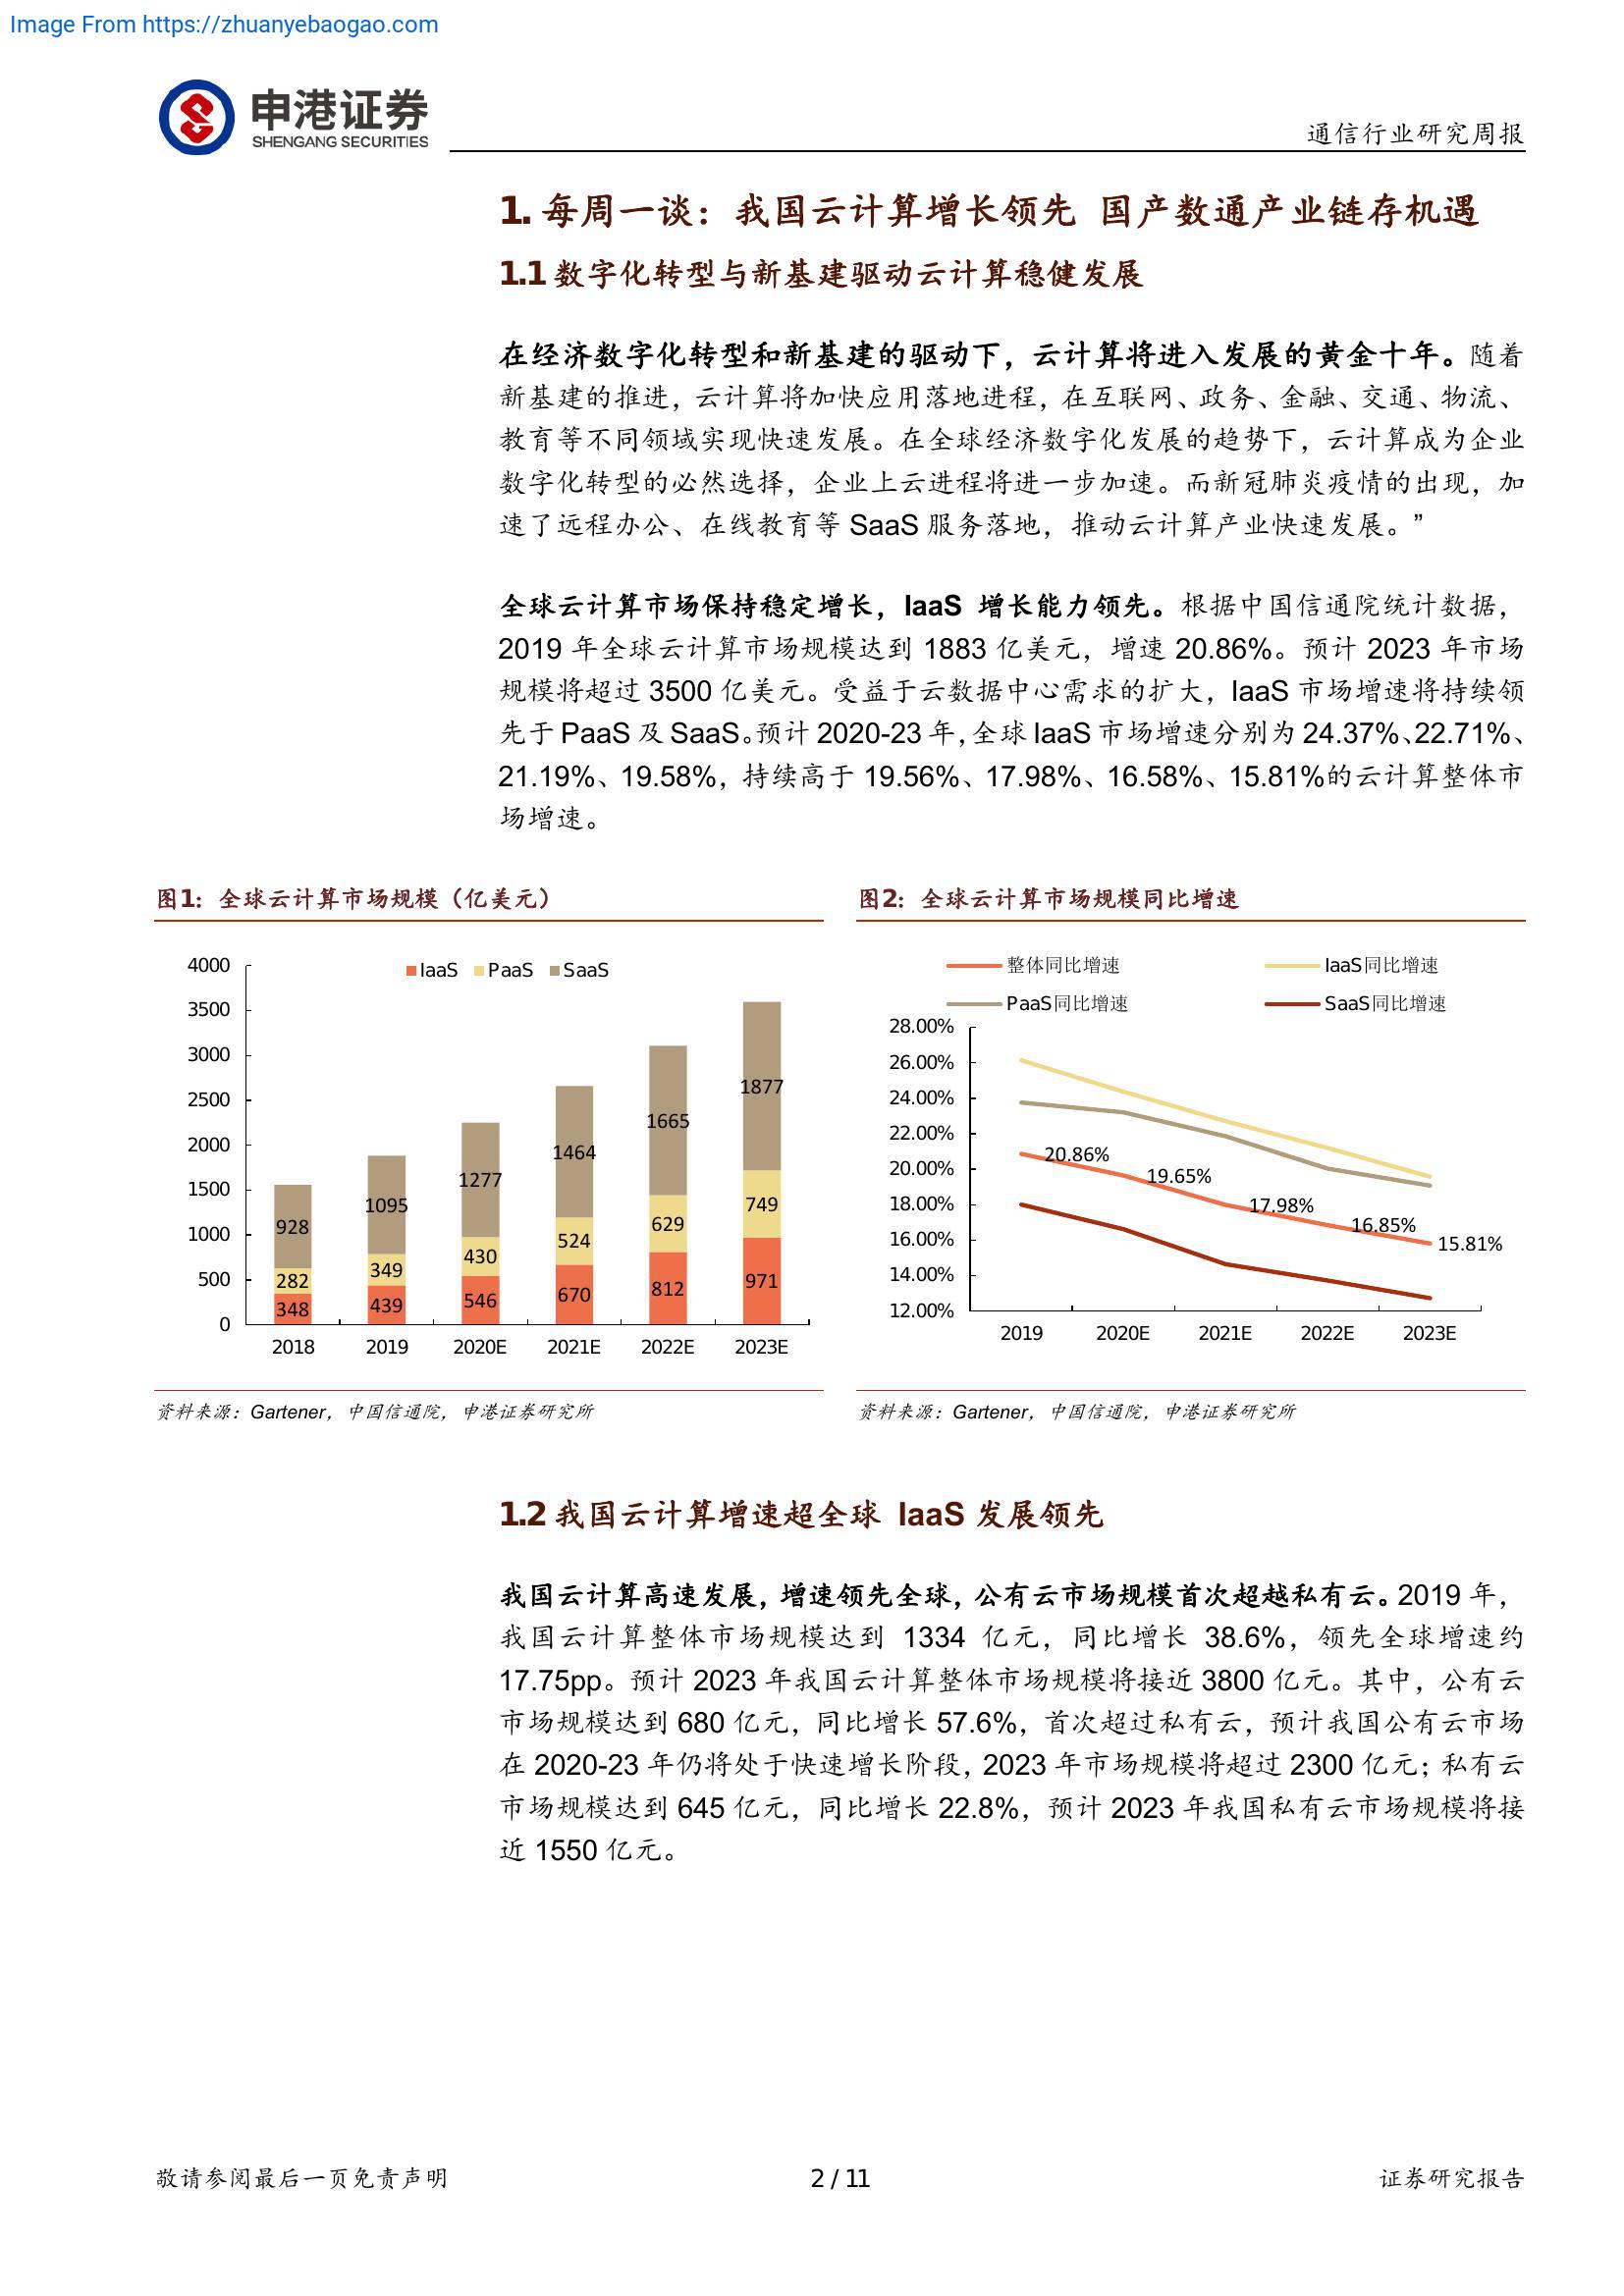 Image From https://zhuanyebaogao.com
申港证券
SHENGANG SECURITIES
通信行业研究周报
1. 每周一谈：我国云计算增长领先 国产数通产业链存机遇
1.1 数字化转型与新基建驱动云计算稳健发展
在经济数字化转型和新基建的驱动下，云计算将进入发展的黄金十年。随着
新基建的推进，云计算将加快应用落地进程，在互联网、政务、金融、交通、物流、
教育等不同领域实现快速发展。在全球经济数字化发展的趋势下，云计算成为企业
数字化转型的必然选择，企业上云进程将进一步加速。而新冠肺炎疫情的出现，加
速了远程办公、在线教育等 SaaS 服务落地，推动云计算产业快速发展。”
全球云计算市场保持稳定增长，IaaS 增长能力领先。根据中国信通院统计数据，
2019 年全球云计算市场规模达到 1883 亿美元，增速 20.86%。预计 2023 年市场
规模将超过 3500 亿美元。受益于云数据中心需求的扩大，IaaS 市场增速将持续领
先于 PaaS 及 SaaS。预计 2020-23 年，全球 IaaS 市场增速分别为 24.37%、22.71%、
21.19%、19.58%，持续高于 19.56%、17.98%、16.58%、15.81%的云计算整体市
场增速。
图1：全球云计算市场规模（亿美元）
IaaS PaaS SaaS
4000
3500
3000
2500
2000
1500
1000
500
0
928 1095 1277 1464 1665 1877
282 349 430 524 629 749
348 439 546 670 812 971
2018 2019 2020E 2021E 2022E 2023E
资料来源：Gartener，中国信通院，申港证券研究所
图2：全球云计算市场规模同比增速
整体同比增速 IaaS同比增速
PaaS同比增速 SaaS同比增速
28.00%
26.00%
24.00%
22.00%
20.00%
18.00%
16.00%
14.00%
12.00%
20.86% 19.65% 17.98% 16.85% 15.81%
2019 2020E 2021E 2022E 2023E
资料来源：Gartener，中国信通院，申港证券研究所
1.2 我国云计算增速超全球 IaaS 发展领先
我国云计算高速发展，增速领先全球，公有云市场规模首次超越私有云。2019 年，
我国云计算整体市场规模达到 1334 亿元，同比增长 38.6%，领先全球增速约
17.75pp。预计 2023 年我国云计算整体市场规模将接近 3800 亿元。其中，公有云
市场规模达到 680 亿元，同比增长 57.6%，首次超过私有云，预计我国公有云市场
在 2020-23 年仍将处于快速增长阶段，2023 年市场规模将超过 2300 亿元；私有云
市场规模达到 645 亿元，同比增长 22.8%，预计 2023 年我国私有云市场规模将接
近 1550 亿元。
敬请参阅最后一页免责声明
2 / 11
证券研究报告